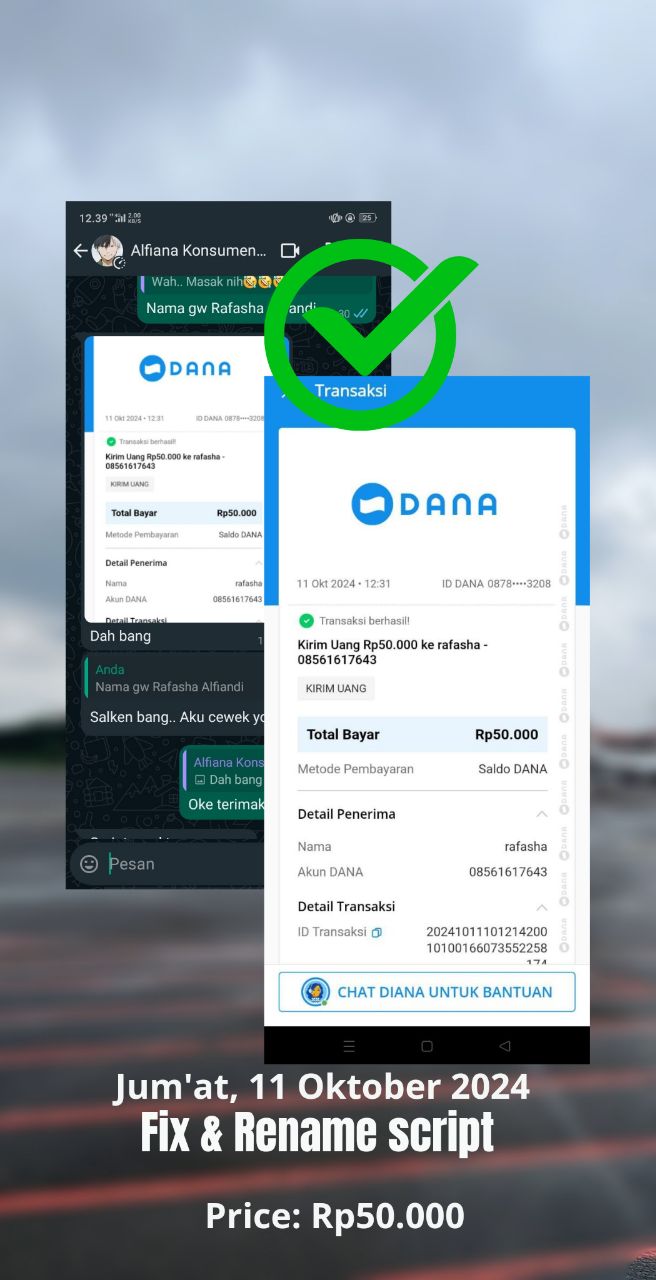 12.39
2.00
KB/S
25
Alfiana Konsumen...
Wah.. Masak nih
Nama gw Rafasha Alfiandi
30
DANA
11 Okt 2024 • 12:31 ID DANA 0878••••3208
Transaksi berhasil!
Kirim Uang Rp50.000 ke rafasha -
08561617643
KIRIM UANG
Total Bayar Rp50.000
Metode Pembayaran Saldo DANA
Detail Penerima
Nama rafasha
Akun DANA 08561617643
Detail Transaksi
Dah bang
Anda
Nama gw Rafasha Alfiandi
Salken bang.. Aku cewek
Alfiana Kons
Dah bang
Oke terimak
Pesan
Transaksi
DANA
11 Okt 2024 • 12:31 ID DANA 0878••••3208
Transaksi berhasil!
Kirim Uang Rp50.000 ke rafasha -
08561617643
KIRIM UANG
Total Bayar Rp50.000
Metode Pembayaran Saldo DANA
Detail Penerima
Nama rafasha
Akun DANA 08561617643
Detail Transaksi
ID Transaksi 20241011101214200
10100166073552258
174
CHAT DIANA UNTUK BANTUAN
Jum'at, 11 Oktober 2024
Fix & Rename script
Price: Rp50.000